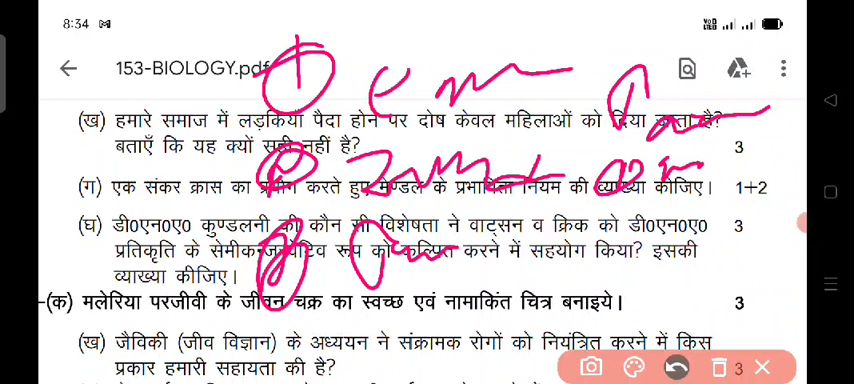 8:34
153-BIOLOGY.pdf
(ख) हमारे समाज में लड़कियाँ पैदा होने पर दोष केवल महिलाओं को दिया जाता है?
बताएँ कि यह क्यों सही नहीं है? 3
(ग) एक संकर क्रास का प्रयोग करते हुए मेण्डल के प्रभाविता नियम की व्याख्या कीजिए। 1+2
(घ) डी0एन0ए0 कुण्डलनी की कौन सी विशेषता ने वाट्सन व क्रिक को डी0एन0ए0 3
प्रतिकृति के सेमीकन्जर्वेटिव रूप को कल्पित करने में सहयोग किया? इसकी
व्याख्या कीजिए।
-(क) मलेरिया परजीवी के जीवन चक्र का स्वच्छ एवं नामाकिंत चित्र बनाइये। 3
(ख) जैविकी (जीव विज्ञान) के अध्ययन ने संक्रामक रोगों को नियंत्रित करने में किस
प्रकार हमारी सहायता की है? 3